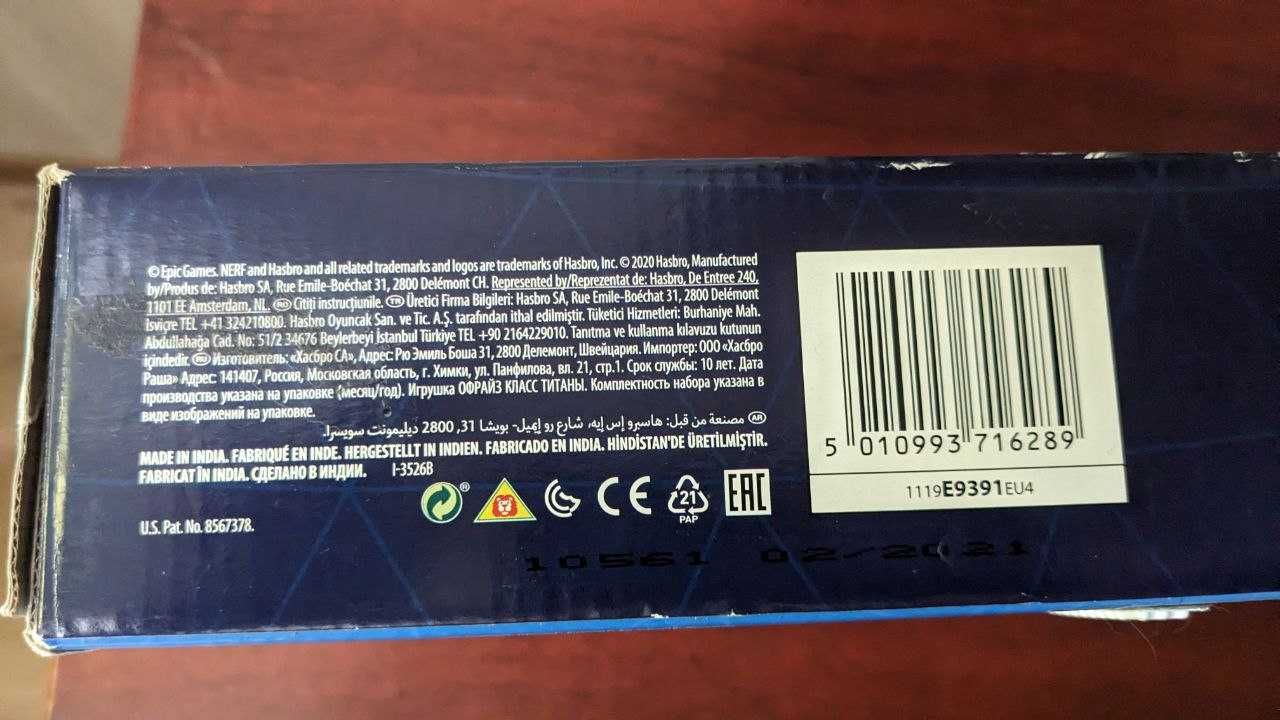 © Epic Games. NERF and Hasbro and all related trademarks and logos are trademarks of Hasbro, Inc. © 2020 Hasbro, Manufactured
by/Produs de: Hasbro SA, Rue Emile-Boéchat 31, 2800 Delémont CH. Represented by/Reprezentat de: Hasbro, De Entree 240,
1101 EE Amsterdam, NL. RO Citiți instrucțiunile. TR Üretici Firma Bilgileri: Hasbro SA, Rue Emile-Boéchat 31, 2800 Delémont
İsviçre TEL +41 324210800. Hasbro Oyuncak San. ve Tic. A.Ş. tarafından ithal edilmiştir. Tüketici Hizmetleri: Burhaniye Mah.
Abdullahağa Cad. No. 51/2 34676 Beylerbeyi İstanbul Türkiye TEL +90 2164229010. Tanıtma ve kullanma kılavuzu kutunun
içindedir. RU Изготовитель: «Хасбро СА», Адрес: Рю Эмиль Боша 31, 2800 Делемонт, Швейцария. Импортер: ООО «Хасбро
Раша» Адрес: 141407, Россия, Московская область, г. Химки, ул. Панфилова, вл. 21, стр.1. Срок службы: 10 лет. Дата
производства указана на упаковке (месяц/год). Игрушка ОФРАЙЗ КЛАСС ТИТАНЫ. Комплектность набора указана в
виде изображений на упаковке.
AR مصنعة من قبل: هاسبرو إس إيه، شارع رو إيميل- بويشا 31, 2800 ديليمونت سويسرا.
MADE IN INDIA. FABRIQUÉ EN INDE. HERGESTELLT IN INDIEN. FABRICADO EN INDIA. HİNDİSTAN'DE ÜRETİLMİŞTİR.
FABRICAT ÎN INDIA. СДЕЛАНО В ИНДИИ. I-3526B
® CE 21 PAP EAC
U.S. Pat. No. 8567378.
10561 02/2021
5 010993 716289
1119E9391EU4